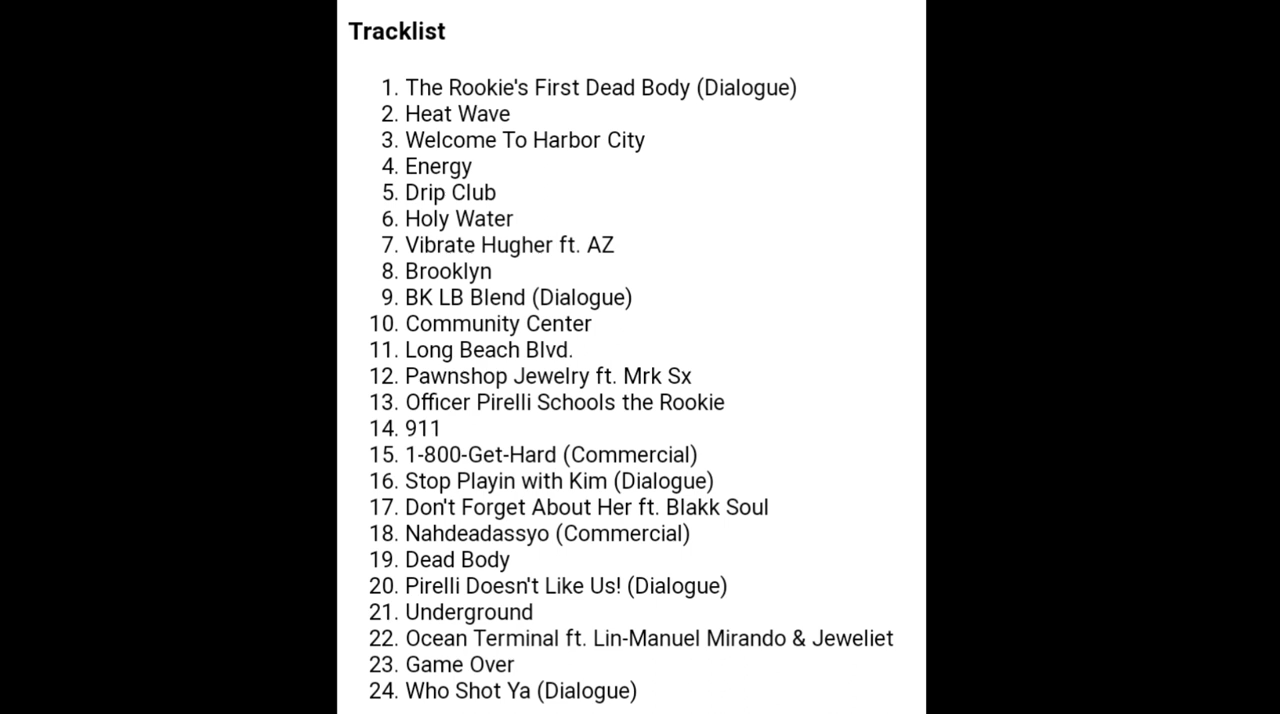 Tracklist
1. The Rookie's First Dead Body (Dialogue)
2. Heat Wave
3. Welcome To Harbor City
4. Energy
5. Drip Club
6. Holy Water
7. Vibrate Hugher ft. AZ
8. Brooklyn
9. BK LB Blend (Dialogue)
10. Community Center
11. Long Beach Blvd.
12. Pawnshop Jewelry ft. Mrk Sx
13. Officer Pirelli Schools the Rookie
14. 911
15. 1-800-Get-Hard (Commercial)
16. Stop Playin with Kim (Dialogue)
17. Don't Forget About Her ft. Blakk Soul
18. Nahdeadassyo (Commercial)
19. Dead Body
20. Pirelli Doesn't Like Us! (Dialogue)
21. Underground
22. Ocean Terminal ft. Lin-Manuel Mirando & Jeweliet
23. Game Over
24. Who Shot Ya (Dialogue)